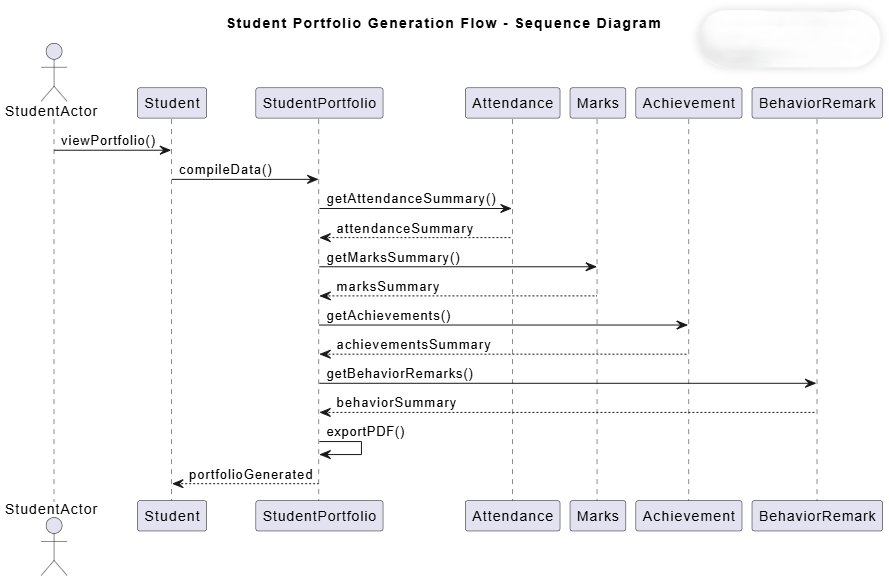 Student Portfolio Generation Flow - Sequence Diagram
StudentActor
Student
StudentPortfolio
Attendance
Marks
Achievement
BehaviorRemark
viewPortfolio()
compileData()
getAttendanceSummary()
attendanceSummary
getMarksSummary()
marksSummary
getAchievements()
achievementsSummary
getBehaviorRemarks()
behaviorSummary
exportPDF()
portfolioGenerated
StudentActor
Student
StudentPortfolio
Attendance
Marks
Achievement
BehaviorRemark